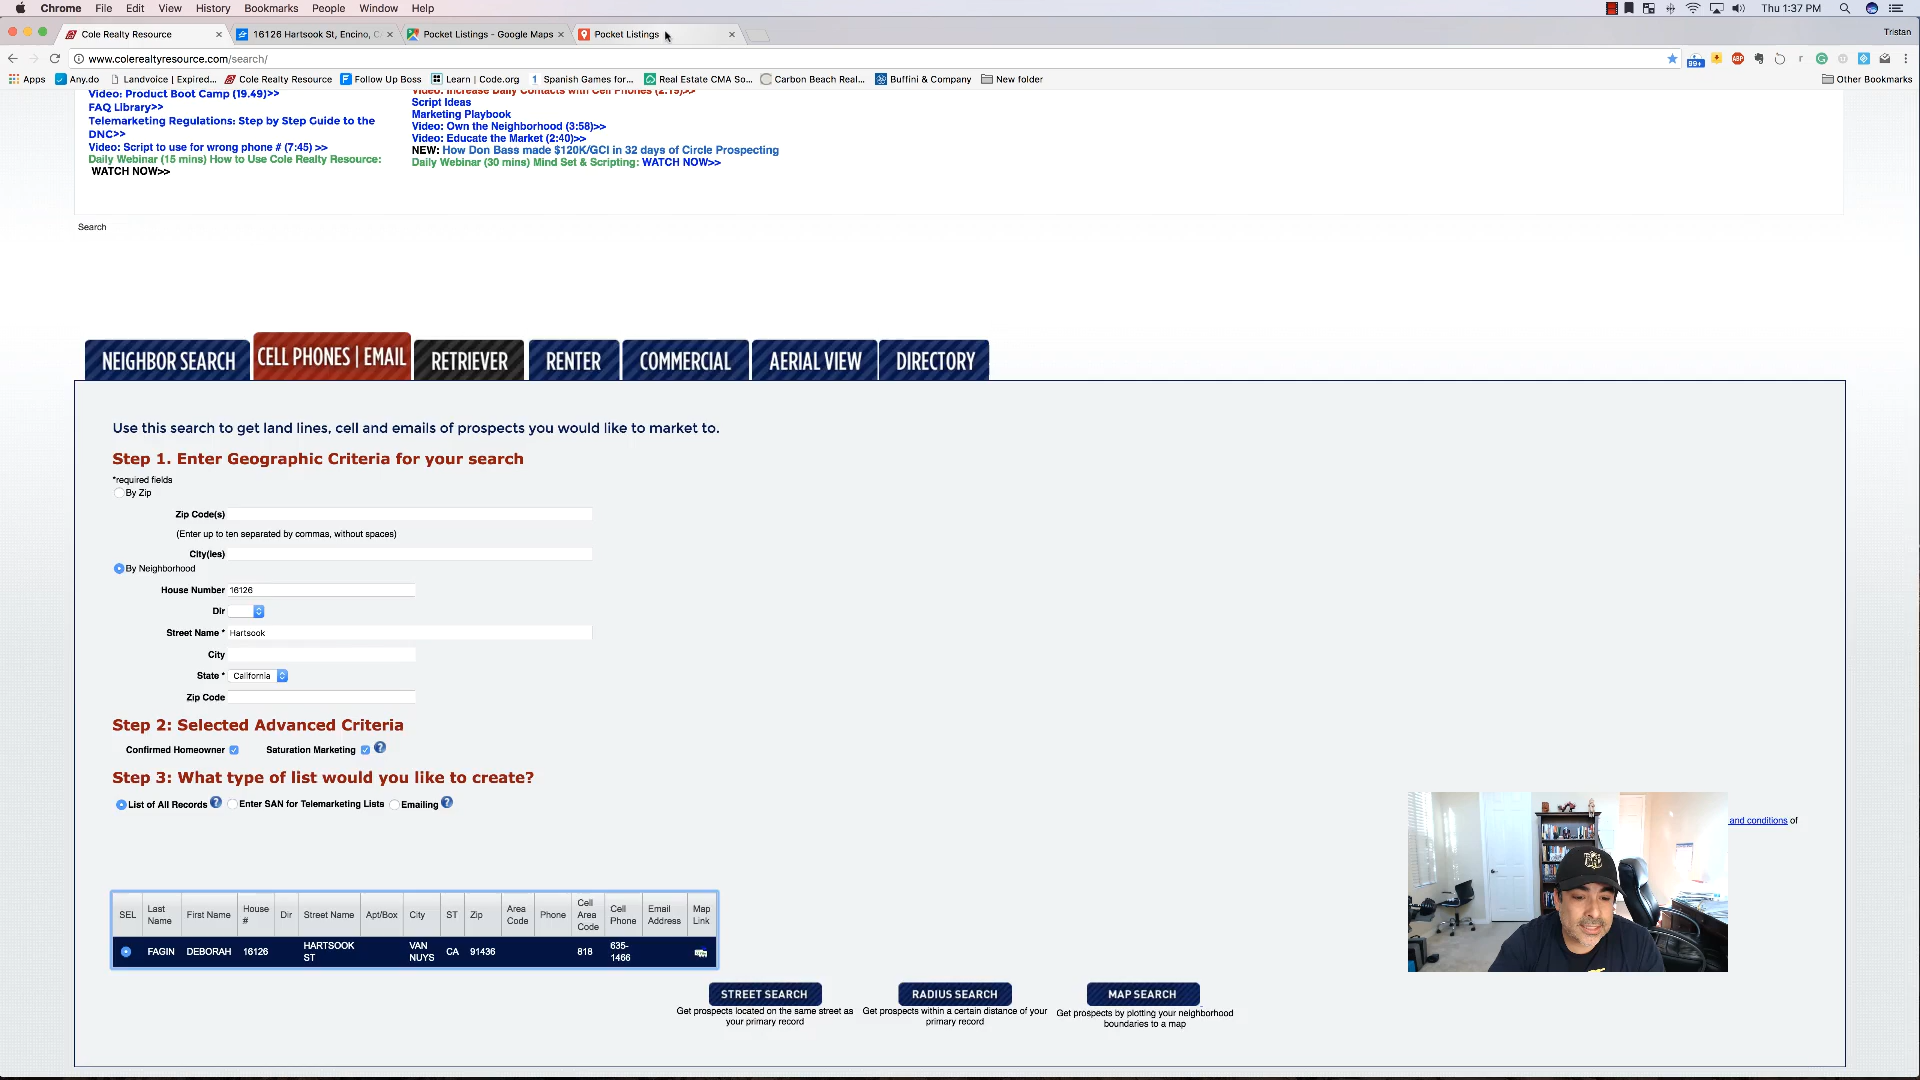 Chrome File Edit View History Bookmarks People Window Help Thu 1:37 PM
Cole Realty Resource 16126 Hartsook St, Encino, C Pocket Listings - Google Maps Pocket Listings Tristan
www.colerealtyresource.com/search/ 99+ ABP
Apps Any.do Landvoice | Expired... Cole Realty Resource Follow Up Boss Learn | Code.org 1 Spanish Games for... Real Estate CMA So... Carbon Beach Real... Buffini & Company New folder Other Bookmarks
Video: Product Boot Camp (19.49)>>
FAQ Library>>
Telemarketing Regulations: Step by Step Guide to the
DNC>>
Video: Script to use for wrong phone # (7:45) >>
Daily Webinar (15 mins) How to Use Cole Realty Resource:
WATCH NOW>>
Video: Increase Daily Contacts with Cell Phones (2:19)>>
Script Ideas
Marketing Playbook
Video: Own the Neighborhood (3:58)>>
Video: Educate the Market (2:40)>>
NEW: How Don Bass made $120K/GCI in 32 days of Circle Prospecting
Daily Webinar (30 mins) Mind Set & Scripting: WATCH NOW>>
Search
NEIGHBOR SEARCH CELL PHONES | EMAIL RETRIEVER RENTER COMMERCIAL AERIAL VIEW DIRECTORY
Use this search to get land lines, cell and emails of prospects you would like to market to.
Step 1. Enter Geographic Criteria for your search
*required fields
By Zip
Zip Code(s)
(Enter up to ten separated by commas, without spaces)
City(ies)
By Neighborhood
House Number 16126
Dir
Street Name * Hartsook
City
State * California
Zip Code
Step 2: Selected Advanced Criteria
Confirmed Homeowner Saturation Marketing ?
Step 3: What type of list would you like to create?
List of All Records ? Enter SAN for Telemarketing Lists Emailing ?
and conditions of
SEL Last Name First Name House # Dir Street Name Apt/Box City ST Zip Area Code Phone Cell Area Code Cell Phone Email Address Map Link
FAGIN DEBORAH 16126 HARTSOOK ST VAN NUYS CA 91436 818 635-1466
STREET SEARCH RADIUS SEARCH MAP SEARCH
Get prospects located on the same street as
your primary record
Get prospects within a certain distance of your
primary record
Get prospects by plotting your neighborhood
boundaries to a map